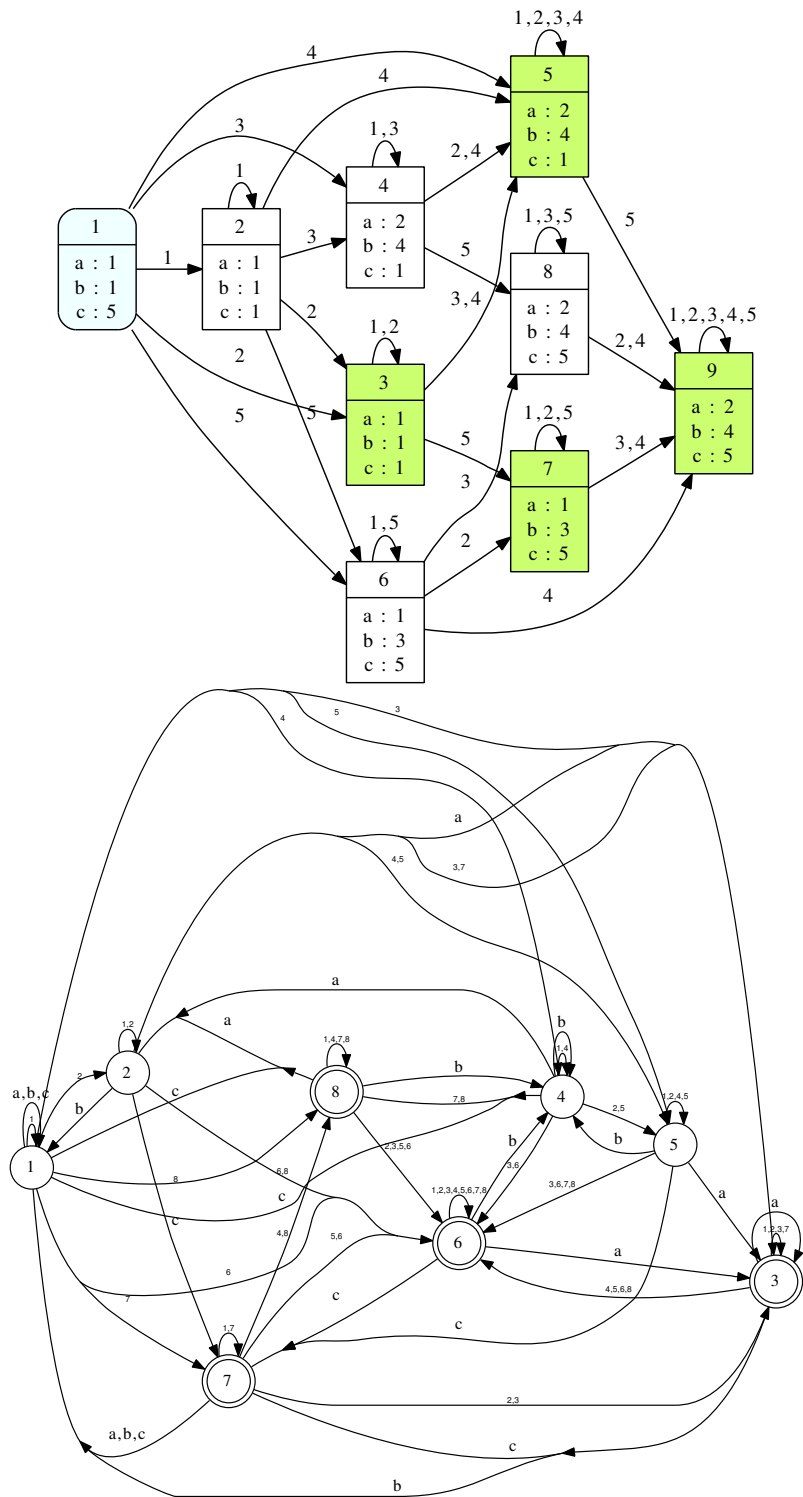 1,2,3,4
4
5
4
a : 2
b : 4
c : 1
3
1,3
2,4
4
1
1,3,5
1
2
a : 2
b : 4
c : 1
5
8
5
a : 1
b : 1
c : 5
1
a : 1
b : 1
c : 1
3
2
a : 2
b : 4
c : 5
1,2,3,4,5
3,4
2,4
9
a : 2
b : 4
c : 5
2
1,2
3
a : 1
b : 1
c : 1
5
5
5
1,2,5
7
a : 1
b : 3
c : 5
3,4
3
1,5
6
a : 1
b : 3
c : 5
2
4
3
5
4
a
4,5
3,7
a
a
1,2
2
2
a,b,c
1
b
c
1
1,4,7,8
8
b
7,8
b
1,4
4
2,5
1,2,4,5
5
b
8
c
c
6,8
2,3,5,6
b
3,6
3,6,7,8
a
4,8
5,6
1,2,3,4,5,6,7,8
6
a
a
1,2,3,7
3
4,5,6,8
6
7
c
c
1,7
7
2,3
a,b,c
c
b